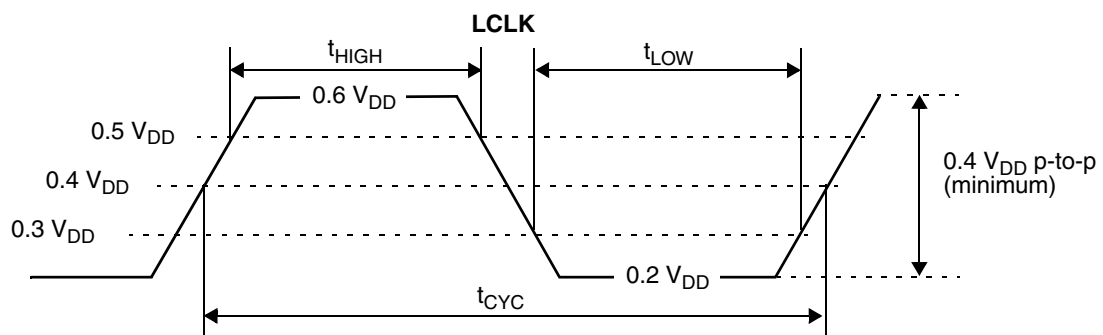 LCLK
tHIGH
tLOW
0.6 VDD
0.5 VDD
0.4 VDD
0.3 VDD
0.4 VDD p-to-p
(minimum)
0.2 VDD
tCYC